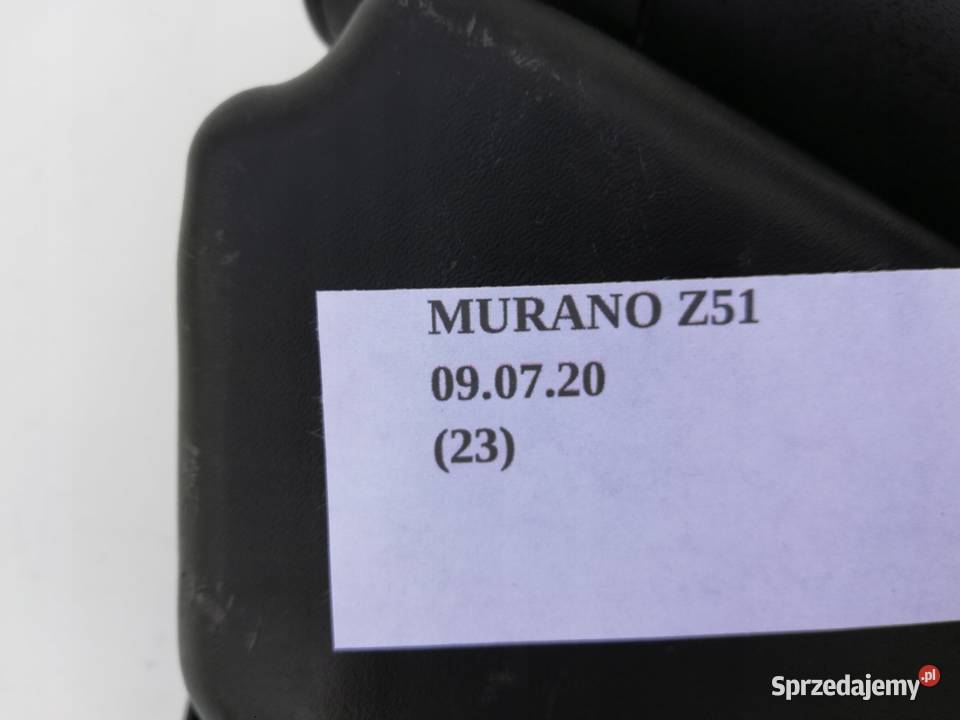 MURANO Z51
09.07.20
(23)
Sprzedajemy.pl